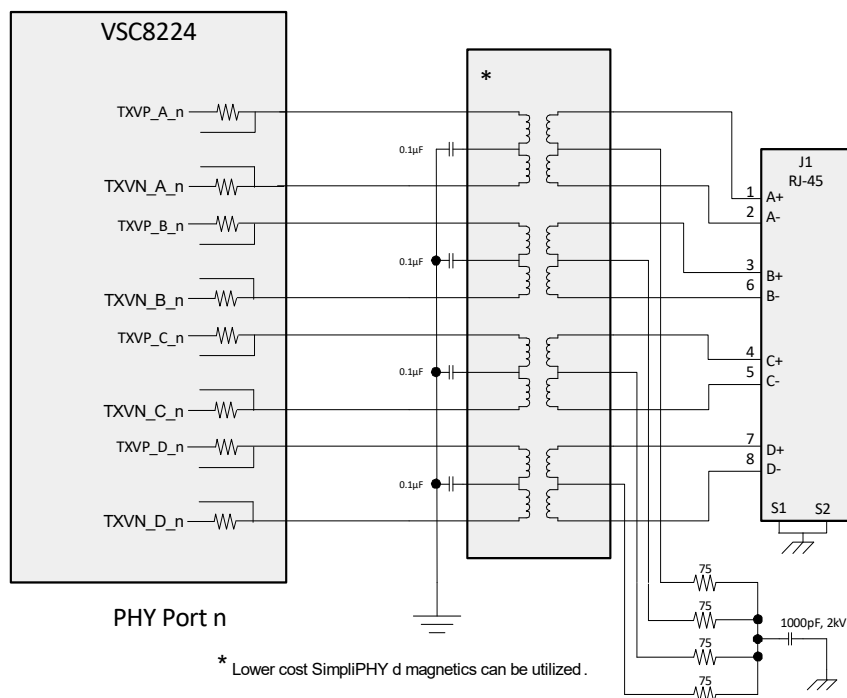 VSC8224
TXVP_A_n
TXVN_A_n
TXVP_B_n
TXVN_B_n
TXVP_C_n
TXVN_C_n
TXVP_D_n
TXVN_D_n
PHY Port n
*
0.1µF
0.1µF
0.1µF
0.1µF
J1
RJ-45
1 A+
2 A-
3 B+
6 B-
4 C+
5 C-
7 D+
8 D-
S1 S2
75
75
75
75
1000pF, 2kV
* Lower cost SimpliPHY d magnetics can be utilized .